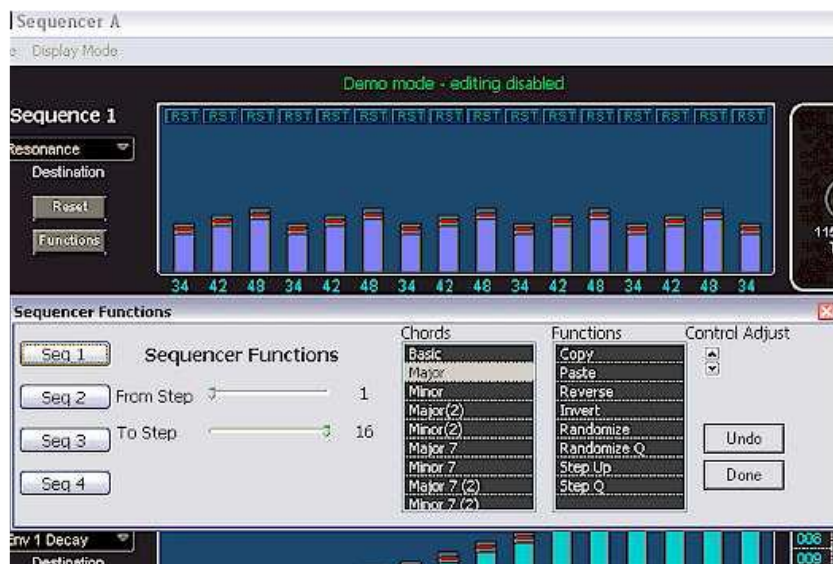 Sequencer A
e Display Mode
Demo mode - editing disabled
Sequence 1
RST RST RST RST RST RST RST RST RST RST RST RST RST RST RST RST
Resonance
Destination
Reset
Functions
115
34 42 48 34 42 48 34 42 48 34 42 48 34 42 48 34
Sequencer Functions
Chords Functions Control Adjust
Seq 1 Sequencer Functions
Seq 2 From Step 1
Seq 3 To Step 16
Seq 4
Basic
Major
Minor
Major(2)
Minor(2)
Major 7
Minor 7
Major 7 (2)
Minor 7 (2)
Copy
Paste
Reverse
Invert
Randomize
Randomize Q
Step Up
Step Q
Undo
Done
Env 1 Decay
Destination
006
009